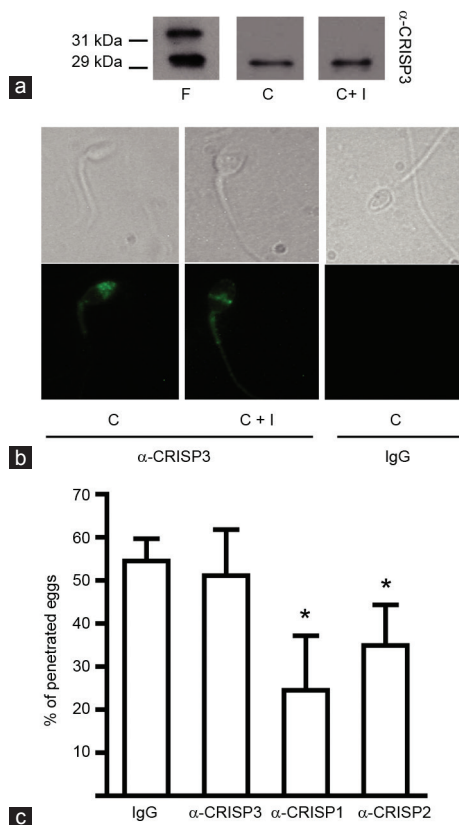 31 kDa
29 kDa
α-CRISP3
F C C+ I
a
C C + I C
α-CRISP3 IgG
b
70
60
50
40
30
20
10
% of penetrated eggs
* *
IgG α-CRISP3 α-CRISP1 α-CRISP2
c